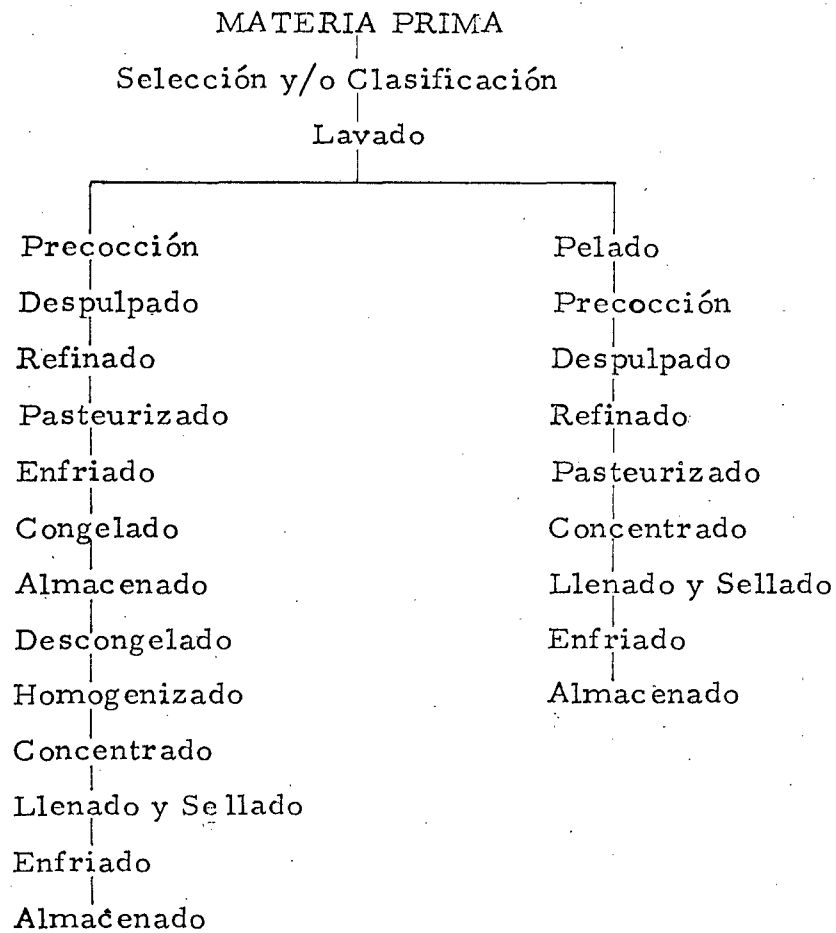 MATERIA PRIMA
Selección y/o Clasificación
Lavado
Precocción
Despulpado
Refinado
Pasteurizado
Enfriado
Congelado
Almacenado
Descongelado
Homogenizado
Concentrado
Llenado y Sellado
Enfriado
Almacenado
Pelado
Precocción
Despulpado
Refinado
Pasteurizado
Concentrado
Llenado y Sellado
Enfriado
Almacenado